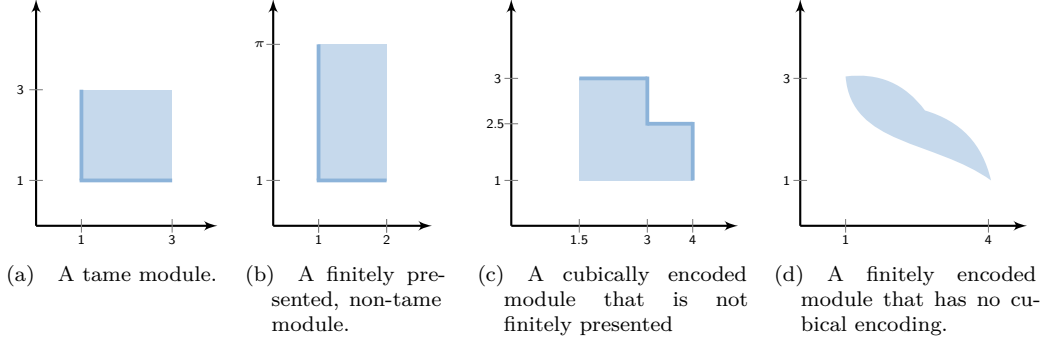 3
1
1
3
π
1
1
2
3
2.5
1
1.5
3
4
3
1
1
4
(a) A tame module.
(b) A finitely pre-
sented, non-tame
module.
(c) A cubically encoded
module that is not
finitely presented
(d) A finitely encoded
module that has no cu-
bical encoding.